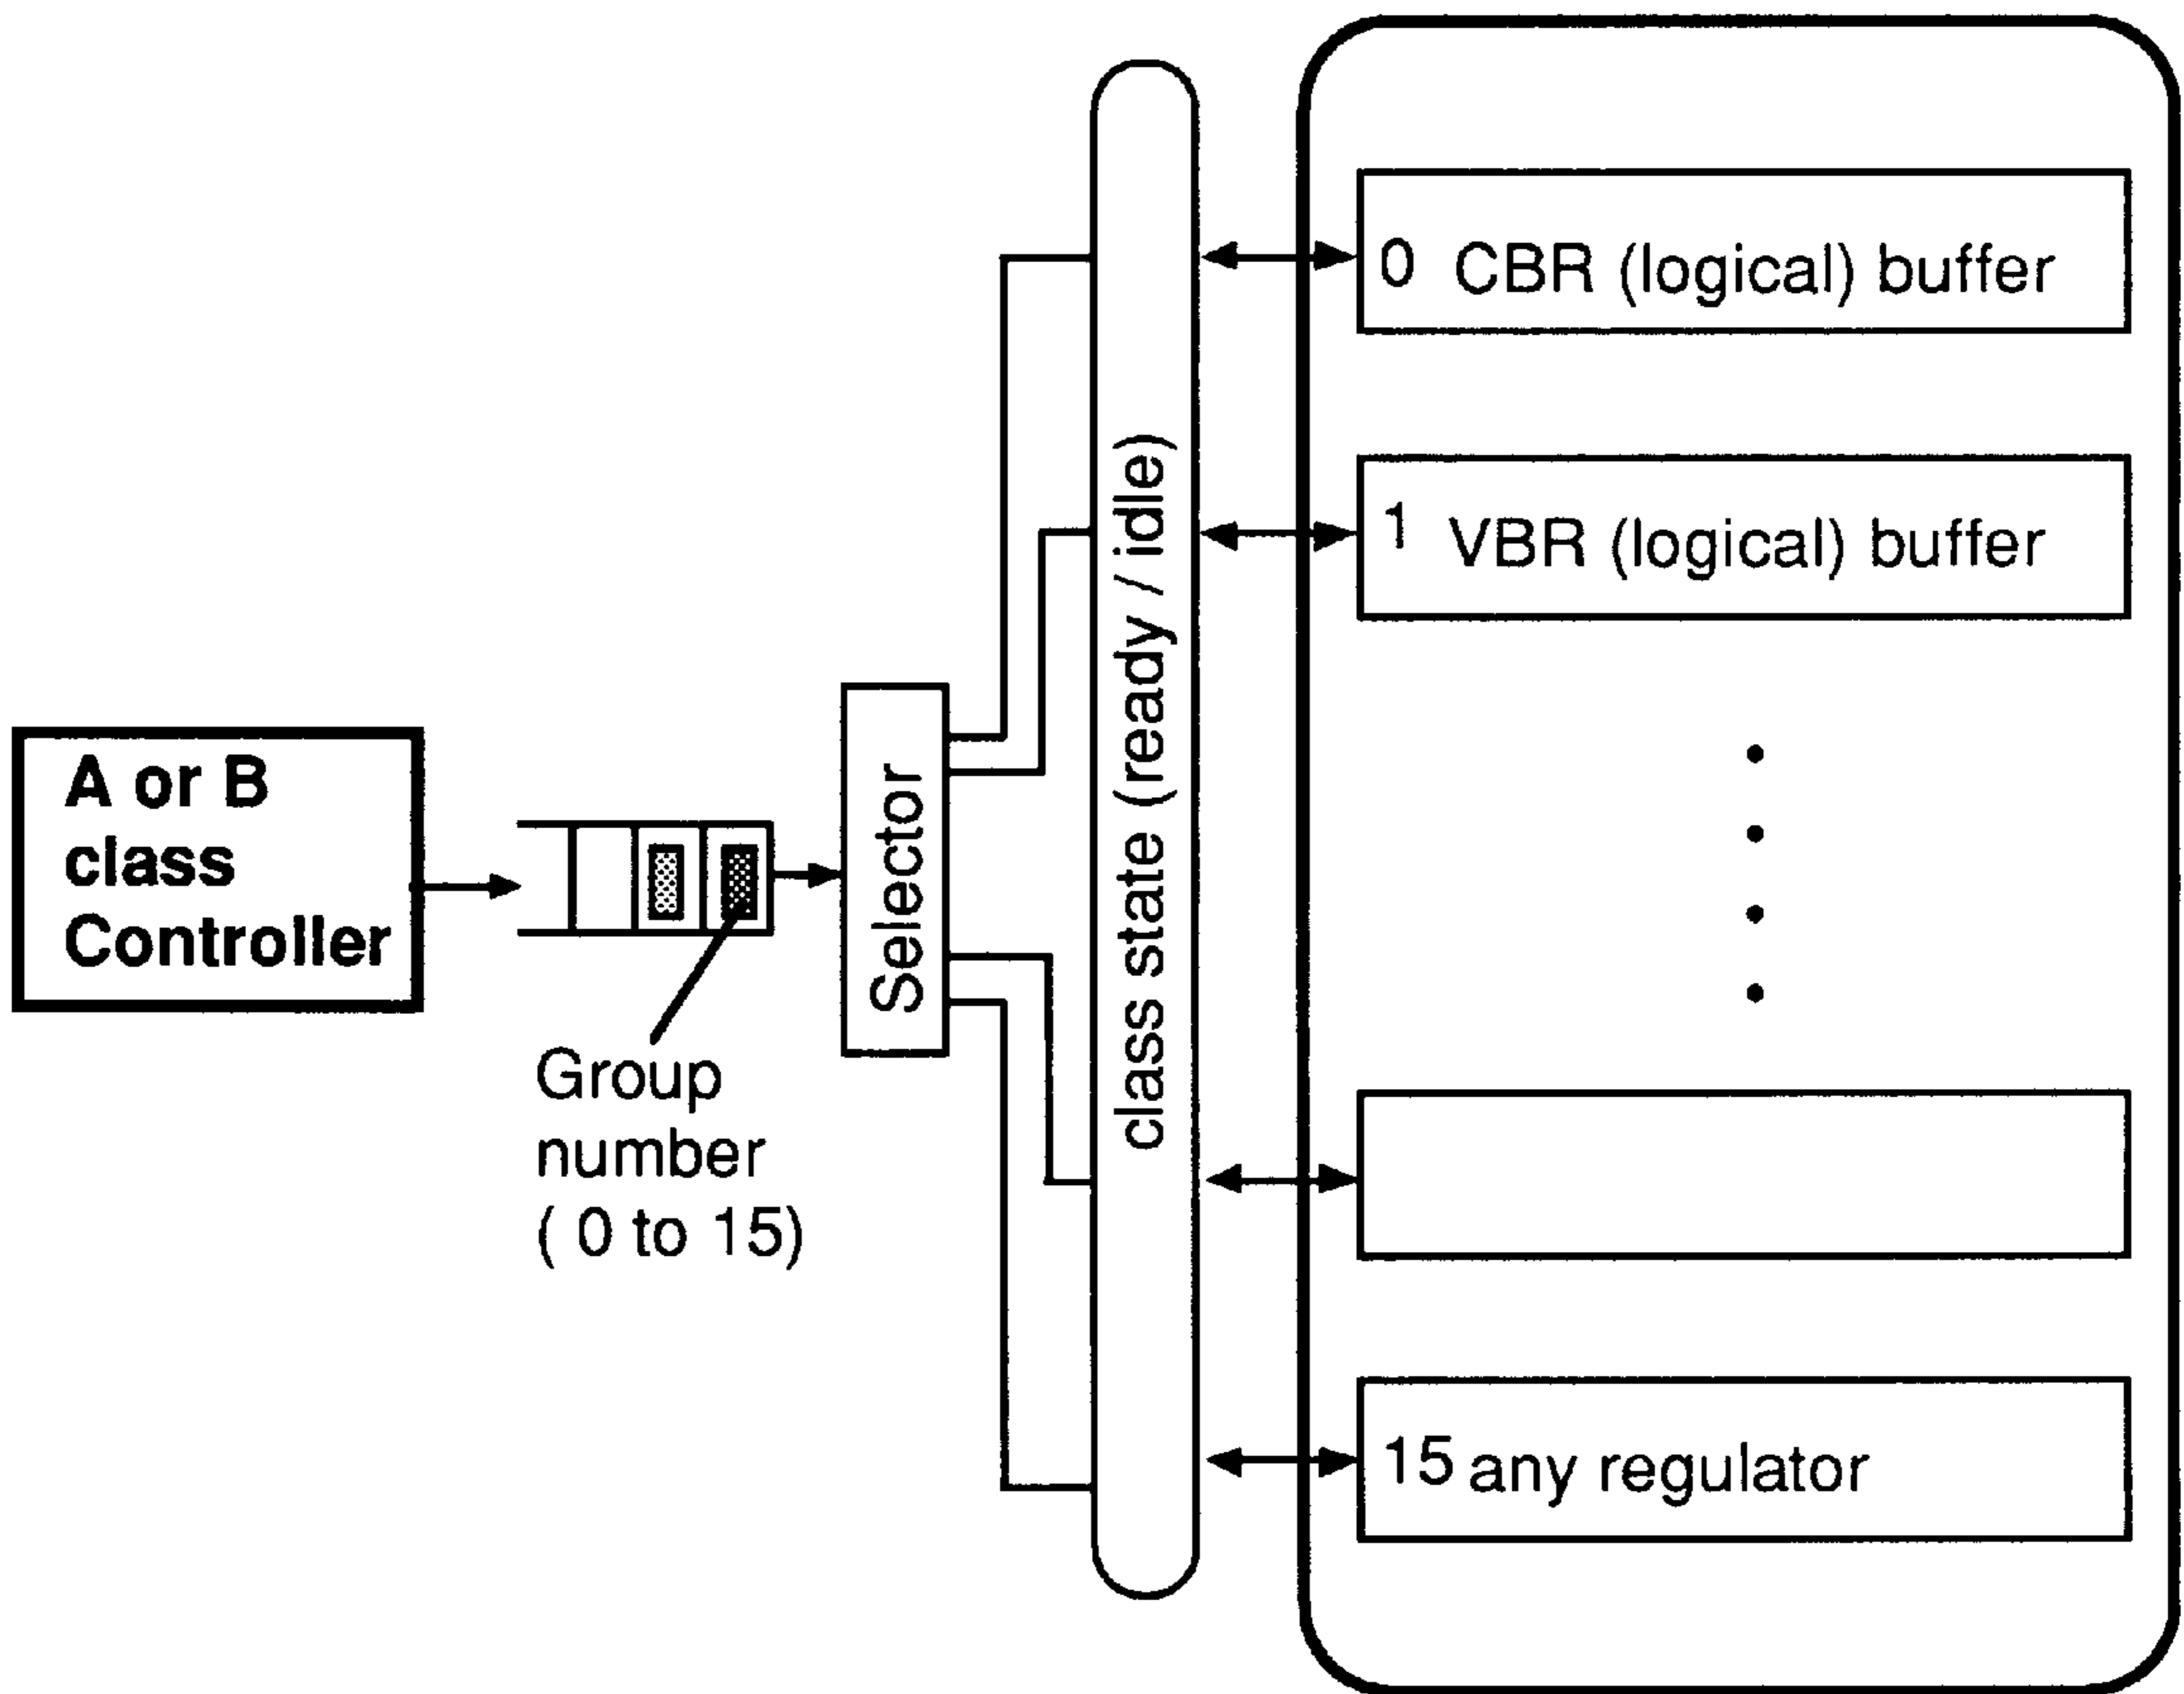 A or B
class
Controller
Group
number
( 0 to 15)
Selector
class state (ready / idle)
0 CBR (logical) buffer
1 VBR (logical) buffer
15 any regulator